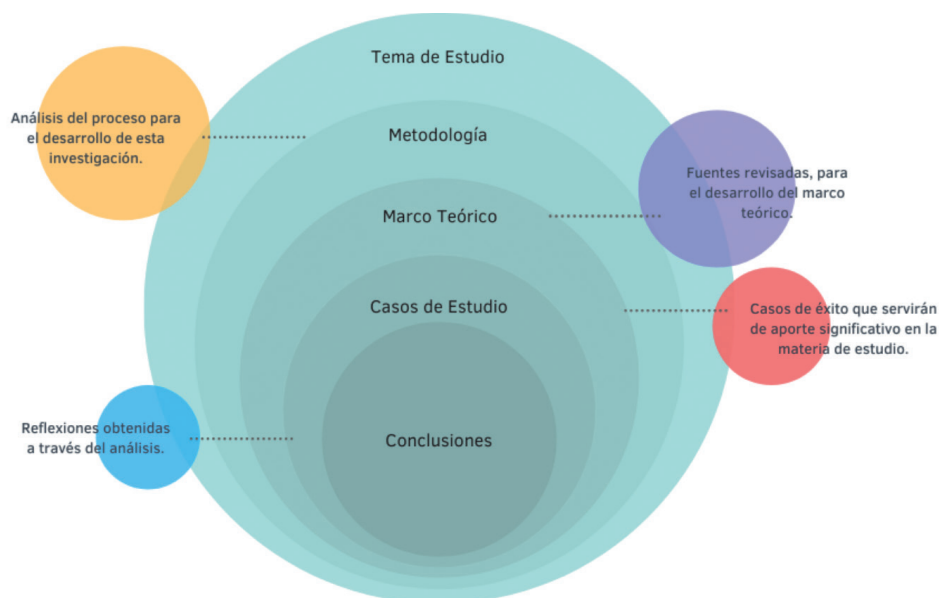 Tema de Estudio
Análisis del proceso para
el desarrollo de esta
investigación.
Metodología
Fuentes revisadas, para
el desarrollo del marco
teórico.
Marco Teórico
Casos de Estudio
Casos de éxito que servirán
de aporte significativo en la
materia de estudio.
Reflexiones obtenidas
a través del análisis.
Conclusiones